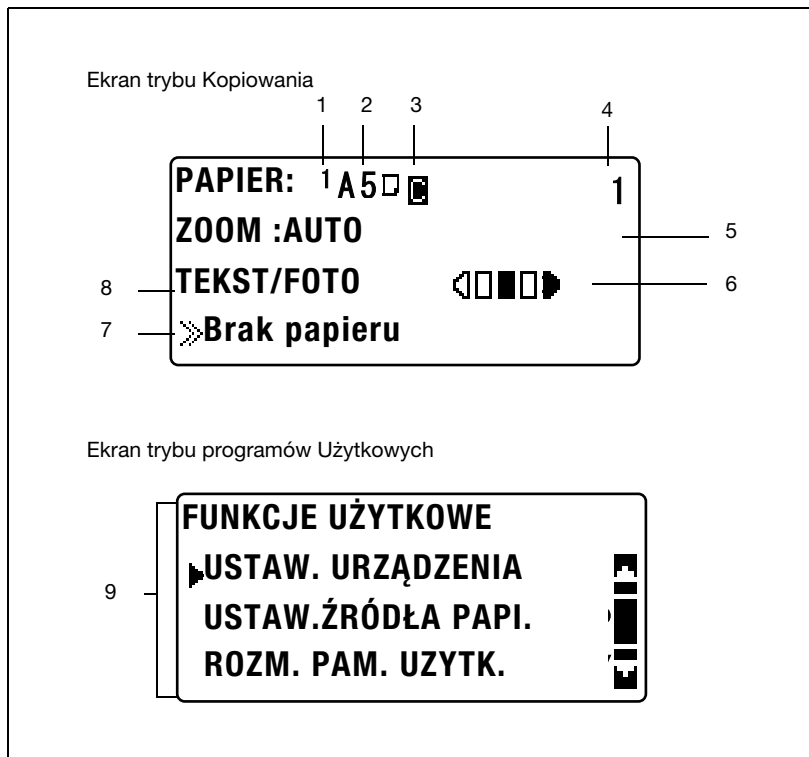 Ekran trybu Kopiowania
1 2 3 4
PAPIER: 1 A5 1
ZOOM :AUTO 5
8 TEKST/FOTO 6
7 Brak papieru
Ekran trybu programów Użytkowych
FUNKCJE UŻYTKOWE
USTAW. URZĄDZENIA
9 USTAW.ŹRÓDŁA PAPI.
ROZM. PAM. UZYTK.